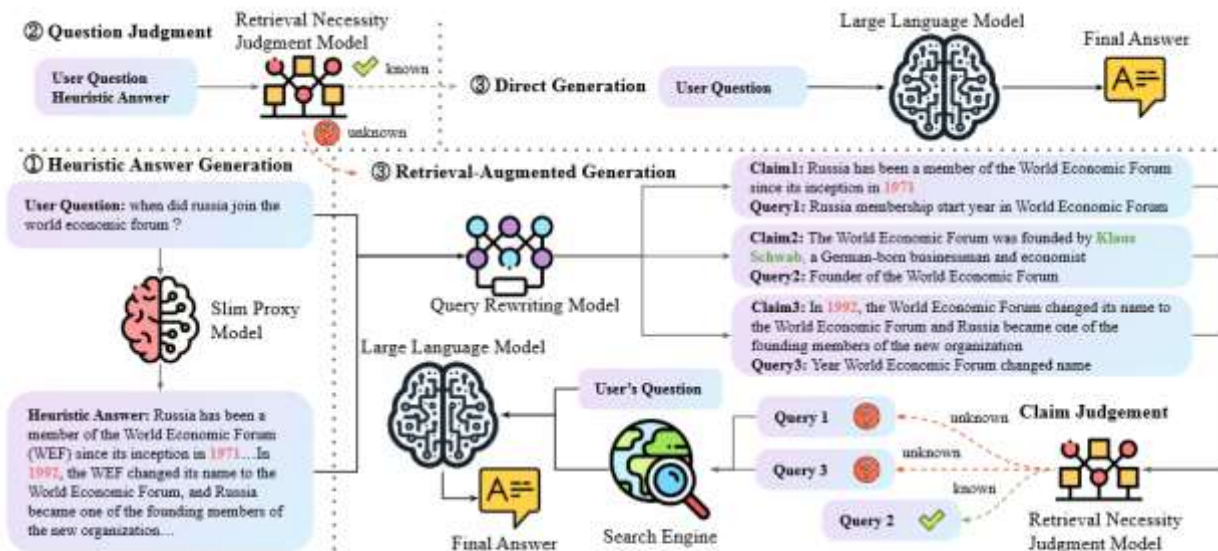 ② Question Judgment
Retrieval Necessity
Judgment Model
User Question
Heuristic Answer
known
unknown
③ Direct Generation
User Question
Large Language Model
Final Answer
① Heuristic Answer Generation
User Question: when did russia join the
world economic forum ?
Slim Proxy
Model
Heuristic Answer: Russia has been a
member of the World Economic Forum
(WEF) since its inception in 1971…In
1992, the WEF changed its name to the
World Economic Forum, and Russia
became one of the founding members of
the new organization…
③ Retrieval-Augmented Generation
Query Rewriting Model
Claim1: Russia has been a member of the World Economic Forum
since its inception in 1971
Query1: Russia membership start year in World Economic Forum
Claim2: The World Economic Forum was founded by Klaus
Schwab, a German-born businessman and economist
Query2: Founder of the World Economic Forum
Claim3: In 1992, the World Economic Forum changed its name to
the World Economic Forum and Russia became one of the
founding members of the new organization
Query3: Year World Economic Forum changed name
Claim Judgement
Retrieval Necessity
Judgment Model
unknown
unknown
known
Query 1
Query 3
Query 2
Search Engine
User's Question
Large Language Model
Final Answer